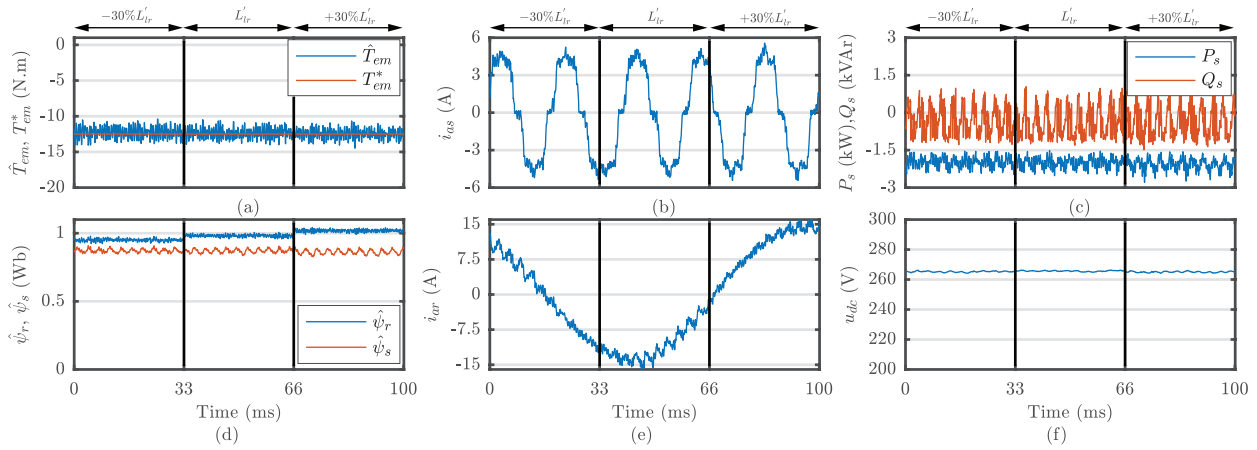 −30%L'lr L'lr +30%L'lr
T̂em, T*em (N.m)
0
-5
-10
-15
-20
T̂em
T*em
(a)
−30%L'lr L'lr +30%L'lr
ias (A)
6
3
0
-3
-6
(b)
−30%L'lr L'lr +30%L'lr
Ps (kW),Qs (kVAr)
3
1.5
0
-1.5
-3
Ps
Qs
(c)
ψ̂r, ψ̂s (Wb)
1
0.5
0
ψ̂r
ψ̂s
0 33 66 100
Time (ms)
(d)
iar (A)
15
7.5
0
-7.5
-15
0 33 66 100
Time (ms)
(e)
udc (V)
300
280
260
240
220
200
0 33 66 100
Time (ms)
(f)